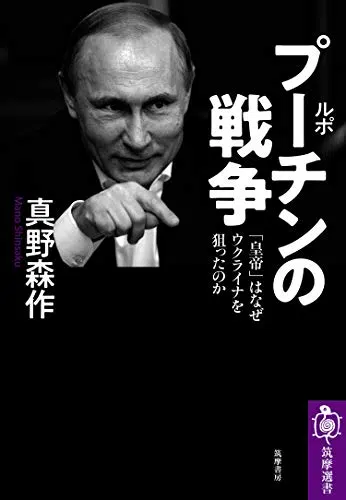 ルポ
プーチンの
戦争
「皇帝」はなぜ
ウクライナを
狙ったのか
真野森作
Mano Shinsaku
筑摩書房
筑摩選書